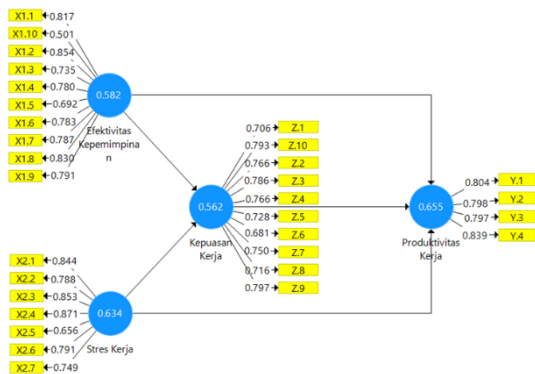 X1.1 0.817
X1.10 0.501
X1.2 0.854
X1.3 0.735
X1.4 0.780
X1.5 0.692
X1.6 0.783
X1.7 0.787
X1.8 0.830
X1.9 0.791
0.582
Efektivitas
Kepemimpina
n
0.706 Z.1
0.793 Z.10
0.766 Z.2
0.786 Z.3
0.766 Z.4
0.728 Z.5
0.681 Z.6
0.750 Z.7
0.716 Z.8
0.797 Z.9
0.562
Kepuasan
Kerja
0.804 Y.1
0.798 Y.2
0.797 Y.3
0.839 Y.4
0.655
Produktivitas
Kerja
X2.1 0.844
X2.2 0.788
X2.3 0.853
X2.4 0.871
X2.5 0.656
X2.6 0.791
X2.7 0.749
0.634
Stres Kerja